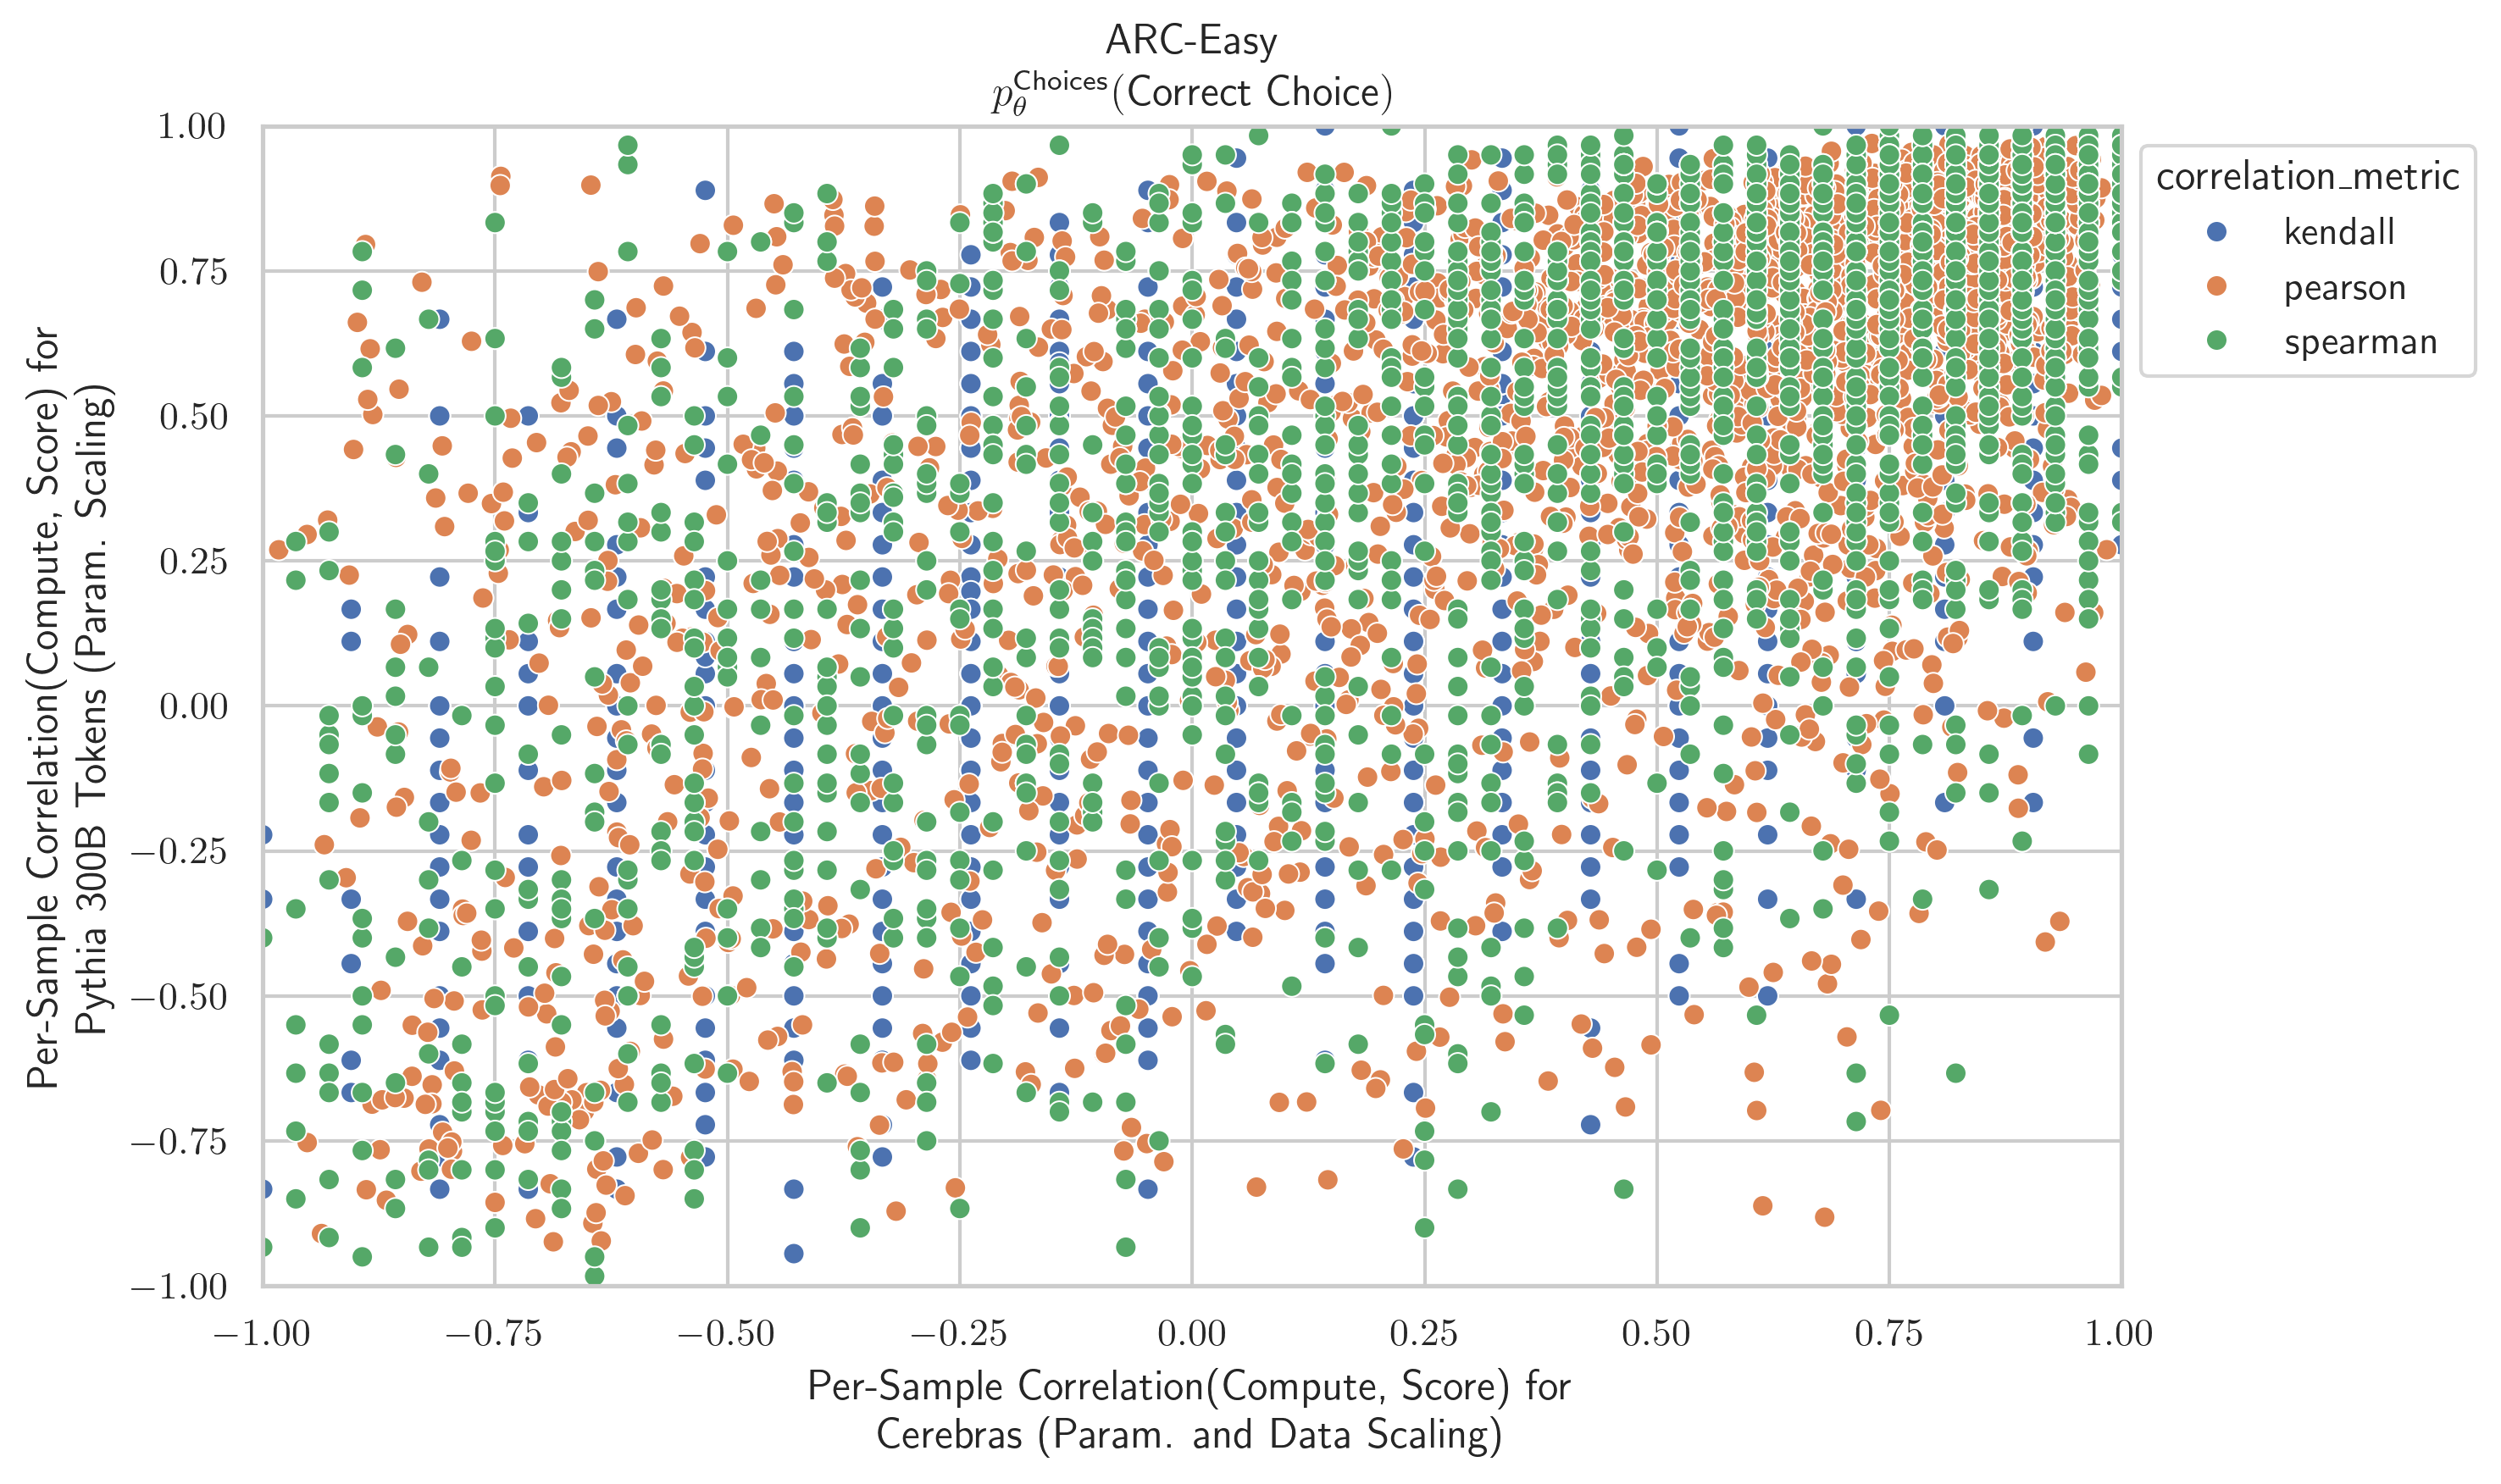 ARC-Easy
p_θ^Choices(Correct Choice)
1.00
0.75
0.50
0.25
0.00
−0.25
−0.50
−0.75
−1.00
Per-Sample Correlation(Compute, Score) for
Pythia 300B Tokens (Param. Scaling)
−1.00 −0.75 −0.50 −0.25 0.00 0.25 0.50 0.75 1.00
Per-Sample Correlation(Compute, Score) for
Cerebras (Param. and Data Scaling)
correlation_metric
kendall
pearson
spearman